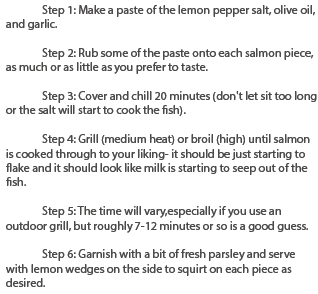 Step 1: Make a paste of the lemon pepper salt, olive oil,
and garlic.
Step 2: Rub some of the paste onto each salmon piece,
as much or as little as you prefer to taste.
Step 3: Cover and chill 20 minutes (don't let sit too long
or the salt will start to cook the fish).
Step 4: Grill (medium heat) or broil (high) until salmon
is cooked through to your liking- it should be just starting to
flake and it should look like milk is starting to seep out of the
fish.
Step 5: The time will vary,especially if you use an
outdoor grill, but roughly 7-12 minutes or so is a good guess.
Step 6: Garnish with a bit of fresh parsley and serve
with lemon wedges on the side to squirt on each piece as
desired.